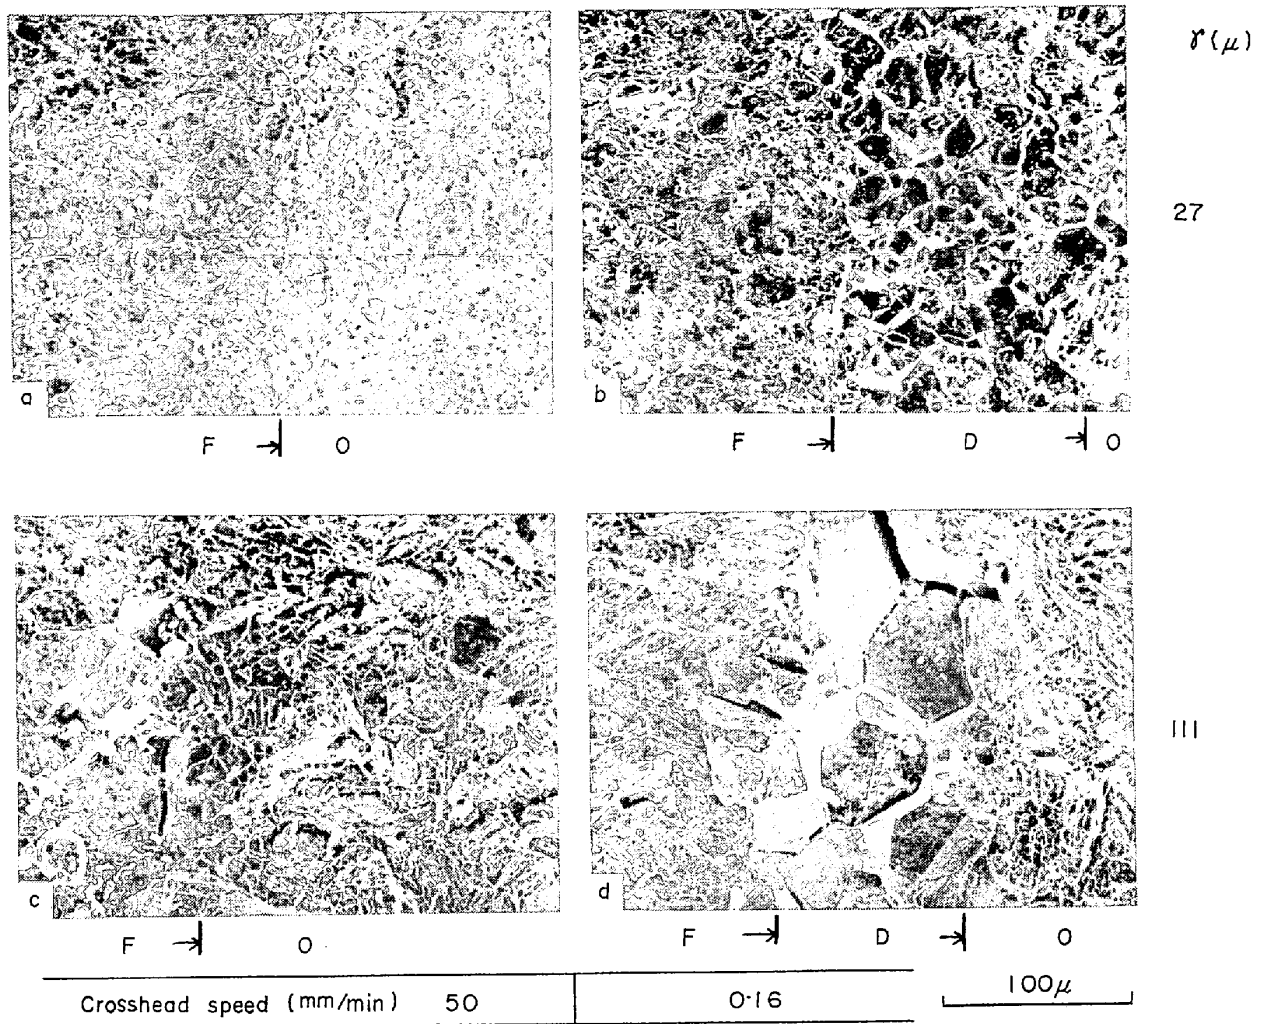 ɣ(μ)
27
a
b
F O
F D O
111
c
d
F O
F D O
Crosshead speed (mm/min) 50 0·16 100μ